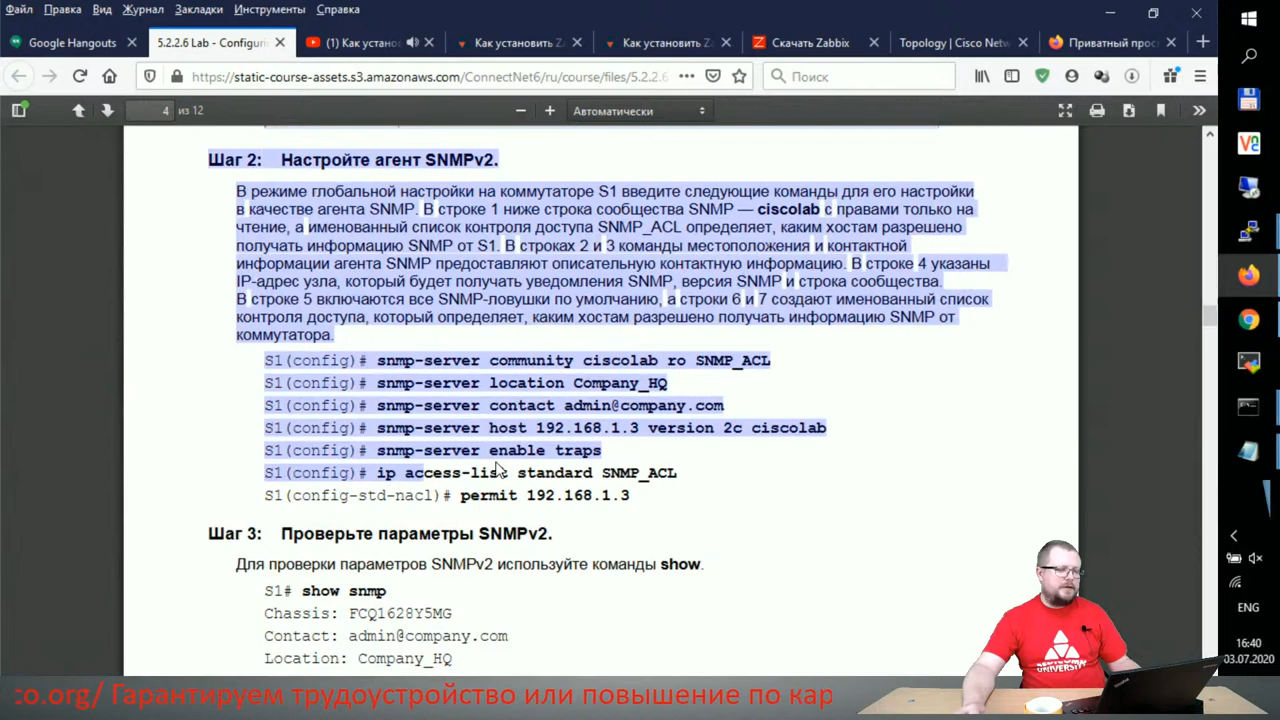 Файл Правка Вид Журнал Закладки Инструменты Справка
Google Hangouts 5.2.2.6 Lab - Configuri (1) Как устано Как установить Z Как установить Z Скачать Zabbix Topology | Cisco Netw Приватный прос
https://static-course-assets.s3.amazonaws.com/ConnectNet6/ru/course/files/5.2.2.6 Поиск
4 из 12 Автоматически
Шаг 2: Настройте агент SNMPv2.
В режиме глобальной настройки на коммутаторе S1 введите следующие команды для его настройки
в качестве агента SNMP. В строке 1 ниже строка сообщества SNMP — ciscolab с правами только на
чтение, а именованный список контроля доступа SNMP_ACL определяет, каким хостам разрешено
получать информацию SNMP от S1. В строках 2 и 3 команды местоположения и контактной
информации агента SNMP предоставляют описательную контактную информацию. В строке 4 указаны
IP-адрес узла, который будет получать уведомления SNMP, версия SNMP и строка сообщества.
В строке 5 включаются все SNMP-ловушки по умолчанию, а строки 6 и 7 создают именованный список
контроля доступа, который определяет, каким хостам разрешено получать информацию SNMP от
коммутатора.
S1(config)# snmp-server community ciscolab ro SNMP_ACL
S1(config)# snmp-server location Company_HQ
S1(config)# snmp-server contact admin@company.com
S1(config)# snmp-server host 192.168.1.3 version 2c ciscolab
S1(config)# snmp-server enable traps
S1(config)# ip access-list standard SNMP_ACL
S1(config-std-nacl)# permit 192.168.1.3
Шаг 3: Проверьте параметры SNMPv2.
Для проверки параметров SNMPv2 используйте команды show.
S1# show snmp
Chassis: FCQ1628Y5MG
Contact: admin@company.com
Location: Company_HQ
ENG
16:40
03.07.2020
UNIVERSITY
co.org/ Гарантируем трудоустройство или повышение по кар